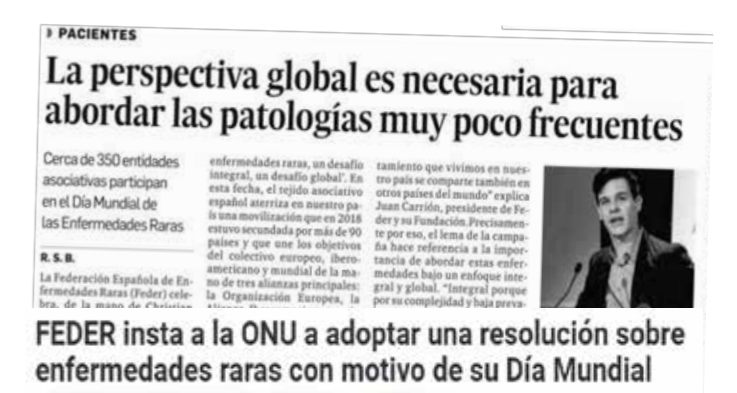 PACIENTES
La perspectiva global es necesaria para
abordar las patologías muy poco frecuentes
Cerca de 350 entidades
asociativas participan
en el Día Mundial de
las Enfermedades Raras
R. S. B.
La Federación Española de En-
fermedades Raras (Feder) cele-
bra, de la mano de Christian
enfermedades raras, un desafío
integral, un desafío global'. En
esta fecha, el tejido asociativo
español aterriza en nuestro pa-
ís una movilización que en 2018
estuvo secundada por más de 90
países y que une los objetivos
del colectivo europeo, ibero-
americano y mundial de la ma-
no de tres alianzas principales:
la Organización Europea, la
tamiento que vivimos en nues-
tro país se comparte también en
otros países del mundo" explica
Juan Carrión, presidente de Fe-
der y su Fundación. Precisamen-
te por eso, el lema de la campa-
ña hace referencia a la impor-
tancia de abordar estas enfer-
medades bajo un enfoque inte-
gral y global. "Integral porque
por su complejidad y baja preva-
FEDER insta a la ONU a adoptar una resolución sobre
enfermedades raras con motivo de su Día Mundial